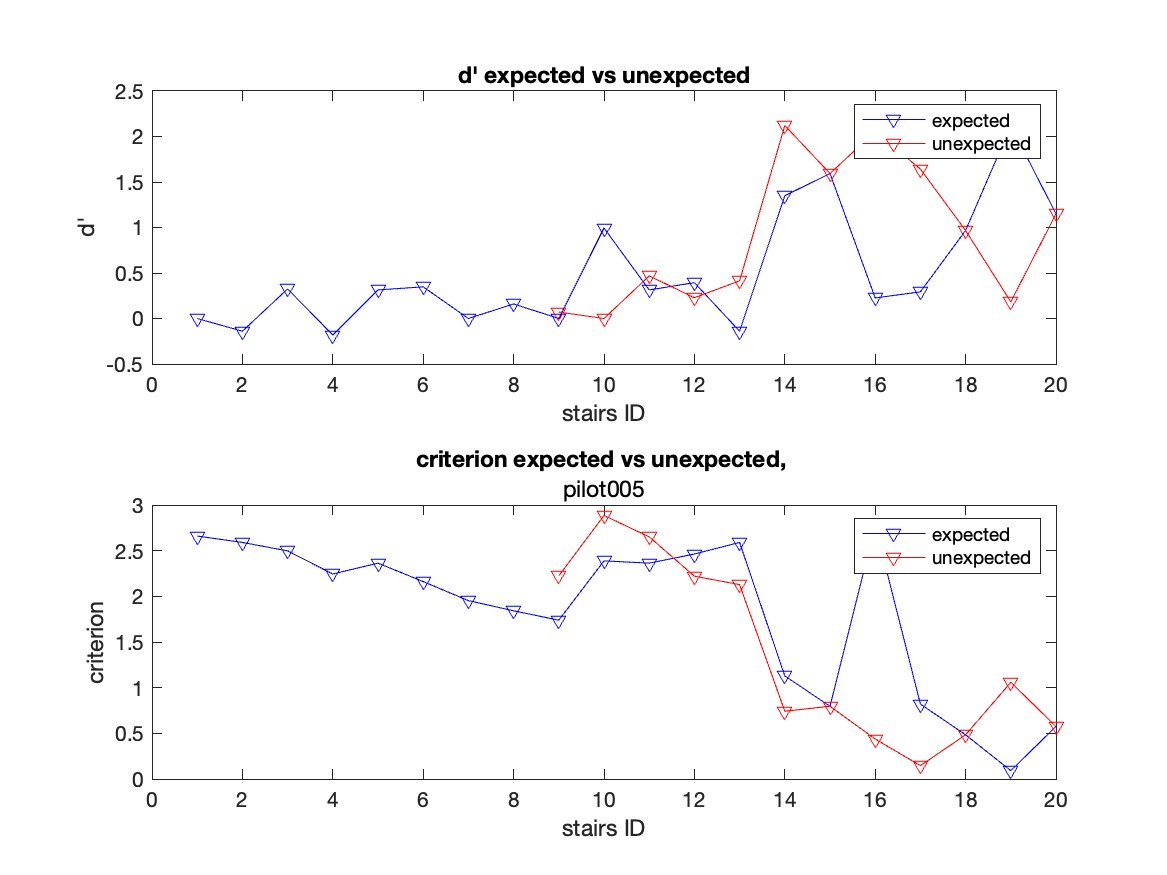 d' expected vs unexpected
2.5
2
1.5
1
0.5
0
-0.5
d'
expected
unexpected
0 2 4 6 8 10 12 14 16 18 20
stairs ID
criterion expected vs unexpected,
pilot005
3
2.5
2
1.5
1
0.5
0
criterion
expected
unexpected
0 2 4 6 8 10 12 14 16 18 20
stairs ID